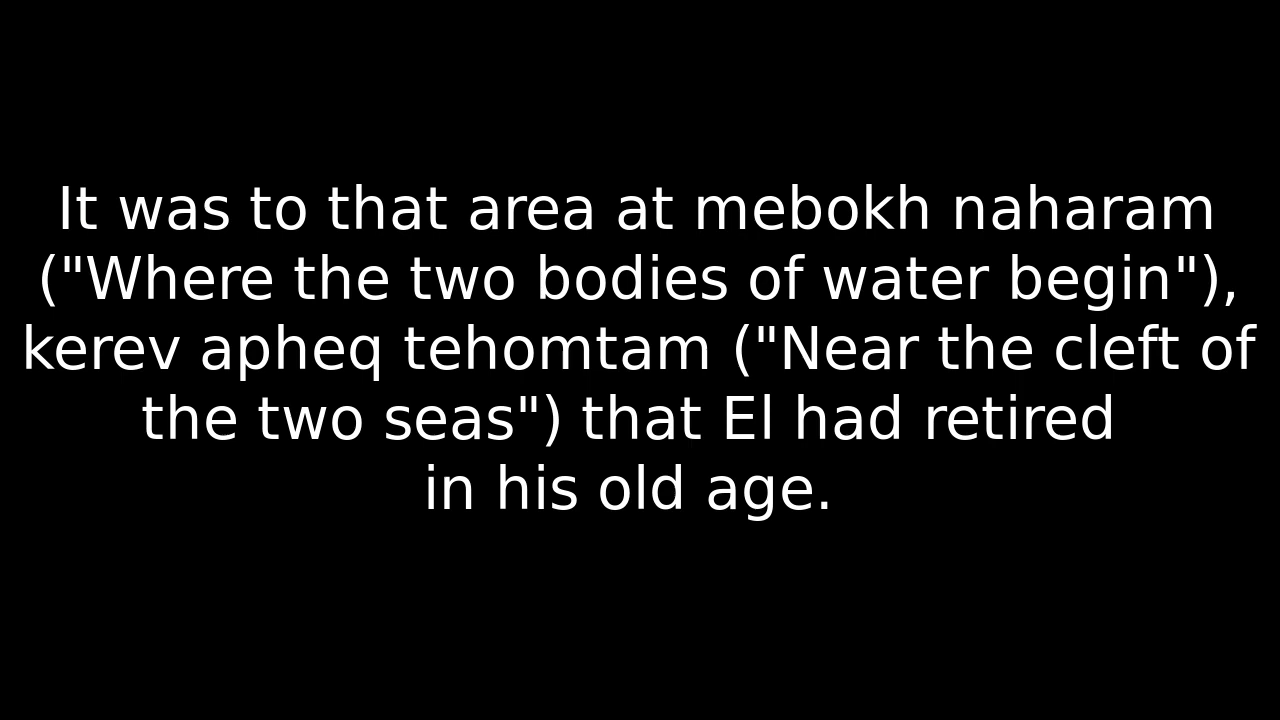 It was to that area at mebokh naharam
("Where the two bodies of water begin"),
kerev apheq tehomtam ("Near the cleft of
the two seas") that El had retired
in his old age.